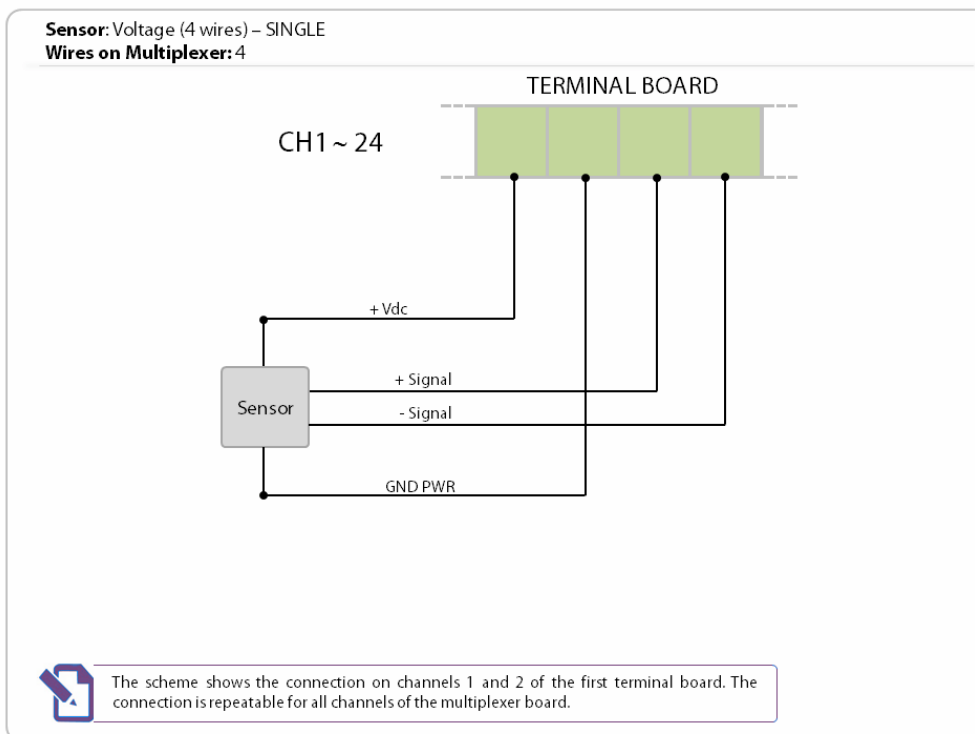 Sensor: Voltage (4 wires) – SINGLE
Wires on Multiplexer: 4
TERMINAL BOARD
CH1 ~ 24
+ Vdc
+ Signal
Sensor
- Signal
GND PWR
The scheme shows the connection on channels 1 and 2 of the first terminal board. The
connection is repeatable for all channels of the multiplexer board.